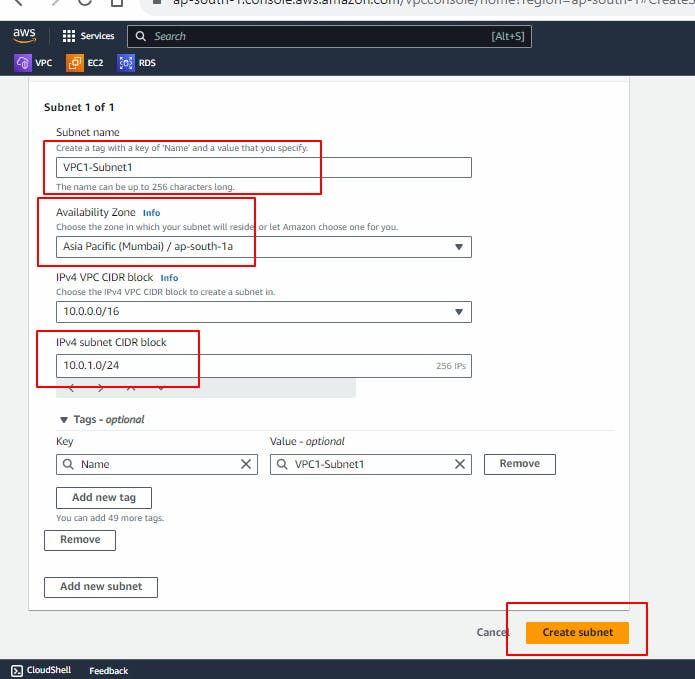 ap-south-1.console.aws.amazon.com/vpcconsole/home?region=ap-south-1#Create
aws Services Search [Alt+S]
VPC EC2 RDS
Subnet 1 of 1
Subnet name
Create a tag with a key of 'Name' and a value that you specify.
VPC1-Subnet1
The name can be up to 256 characters long.
Availability Zone Info
Choose the zone in which your subnet will reside, or let Amazon choose one for you.
Asia Pacific (Mumbai) / ap-south-1a
IPv4 VPC CIDR block Info
Choose the IPv4 VPC CIDR block to create a subnet in.
10.0.0.0/16
IPv4 subnet CIDR block
10.0.1.0/24 256 IPs
Tags - optional
Key Value - optional
Name VPC1-Subnet1 Remove
Add new tag
You can add 49 more tags.
Remove
Add new subnet
Cancel Create subnet
CloudShell Feedback